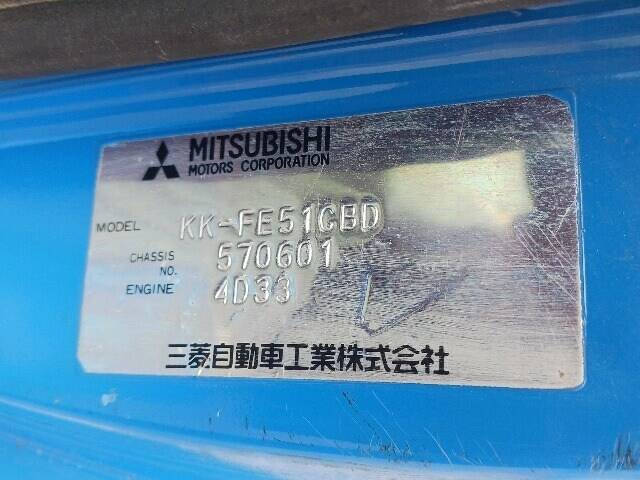 MITSUBISHI
MOTORS CORPORATION
MODEL KK-FE51CBD
CHASSIS NO. 570601
ENGINE 4D33
三菱自動車工業株式会社